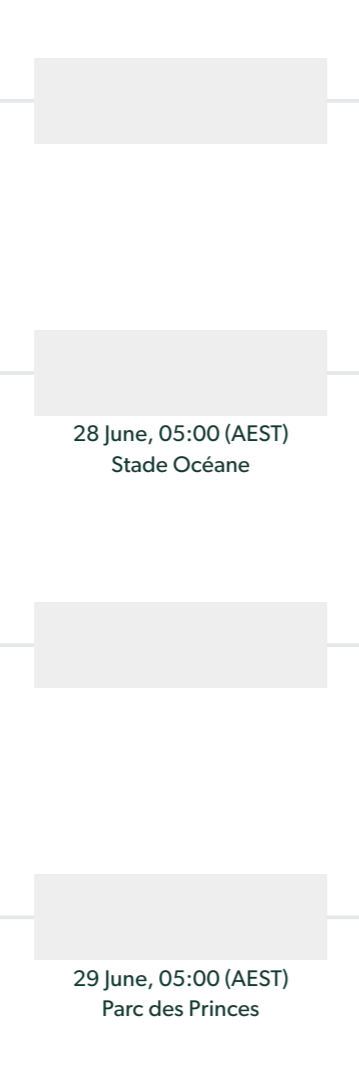 28 June, 05:00 (AEST)
Stade Océane
29 June, 05:00 (AEST)
Parc des Princes